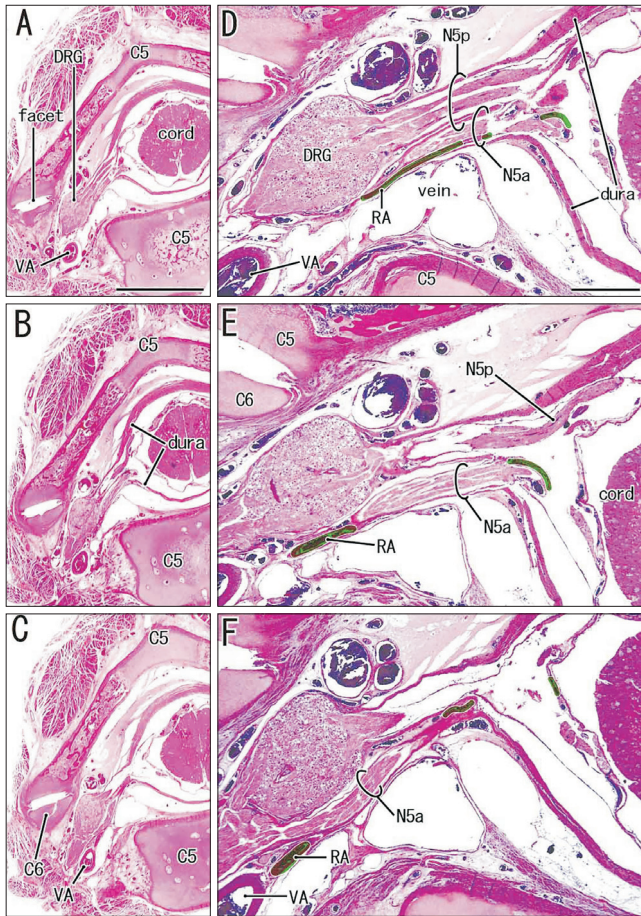 A
DRG
C5
facet
cord
C5
VA
D
N5p
DRG
N5a
RA
vein
dura
VA
C5
B
C5
dura
C5
E
C5
C6
N5p
cord
N5a
RA
C
C5
C5
C6
VA
F
N5a
RA
VA